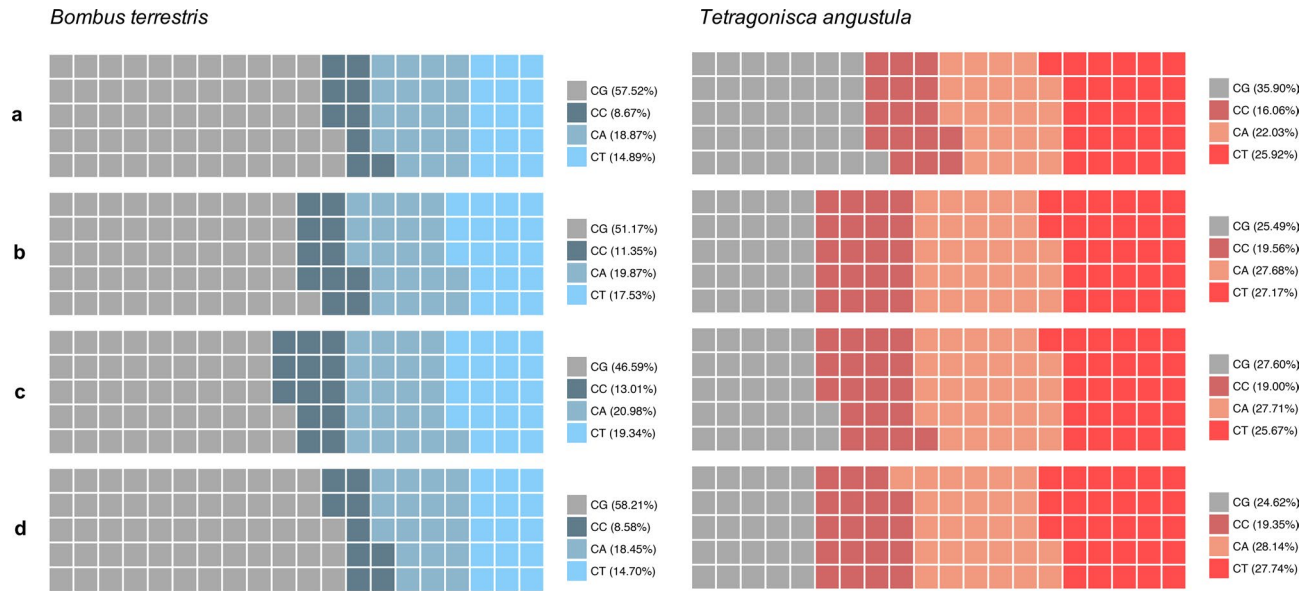 Bombus terrestris
Tetragonisca angustula
a
CG (57.52%)
CC (8.67%)
CA (18.87%)
CT (14.89%)
CG (35.90%)
CC (16.06%)
CA (22.03%)
CT (25.92%)
b
CG (51.17%)
CC (11.35%)
CA (19.87%)
CT (17.53%)
CG (25.49%)
CC (19.56%)
CA (27.68%)
CT (27.17%)
c
CG (46.59%)
CC (13.01%)
CA (20.98%)
CT (19.34%)
CG (27.60%)
CC (19.00%)
CA (27.71%)
CT (25.67%)
d
CG (58.21%)
CC (8.58%)
CA (18.45%)
CT (14.70%)
CG (24.62%)
CC (19.35%)
CA (28.14%)
CT (27.74%)